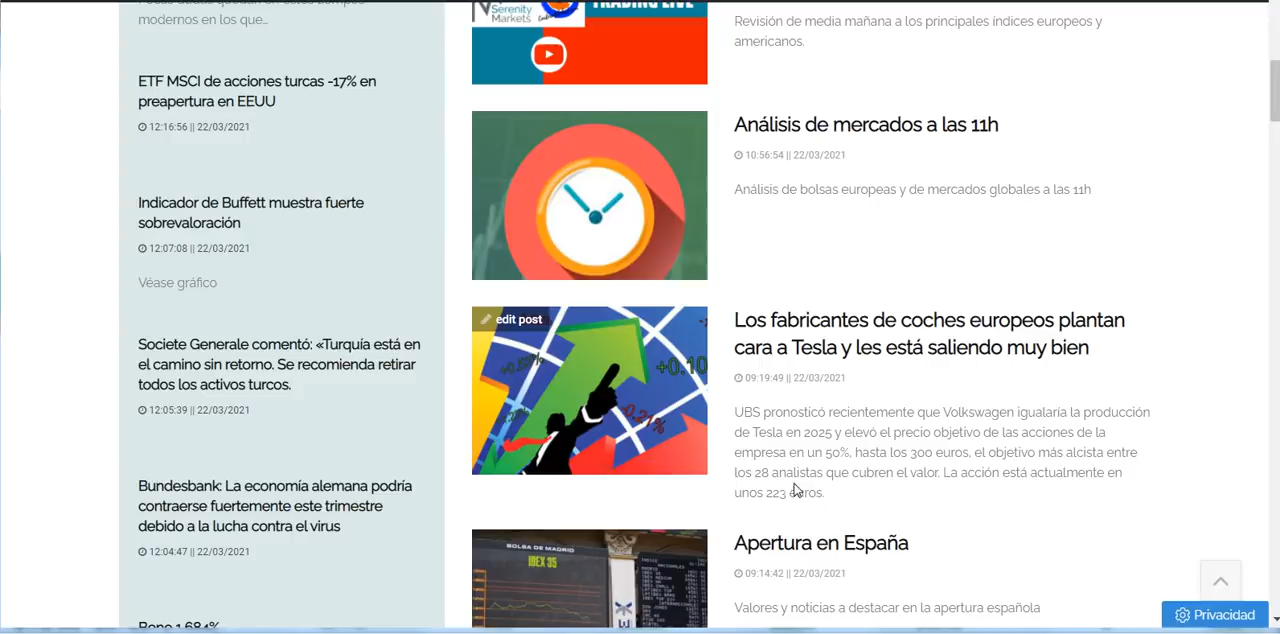 modernos en los que...
ETF MSCI de acciones turcas -17% en
preapertura en EEUU
12:16:56 || 22/03/2021
Indicador de Buffett muestra fuerte
sobrevaloración
12:07:08 || 22/03/2021
Véase gráfico
Societe Generale comentó: «Turquía está en
el camino sin retorno. Se recomienda retirar
todos los activos turcos.
12:05:39 || 22/03/2021
Bundesbank: La economía alemana podría
contraerse fuertemente este trimestre
debido a la lucha contra el virus
12:04:47 || 22/03/2021
Bono 1,684%
Serenity
Markets
TRADING LIVE
Revisión de media mañana a los principales índices europeos y
americanos.
Análisis de mercados a las 11h
10:56:54 || 22/03/2021
Análisis de bolsas europeas y de mercados globales a las 11h
edit post
+0.10
0.21%
Los fabricantes de coches europeos plantan
cara a Tesla y les está saliendo muy bien
09:19:49 || 22/03/2021
UBS pronosticó recientemente que Volkswagen igualaría la producción
de Tesla en 2025 y elevó el precio objetivo de las acciones de la
empresa en un 50%, hasta los 300 euros, el objetivo más alcista entre
los 28 analistas que cubren el valor. La acción está actualmente en
unos 223 euros.
BOLSA DE MADRID
IBEX 35
Apertura en España
09:14:42 || 22/03/2021
Valores y noticias a destacar en la apertura española
Privacidad